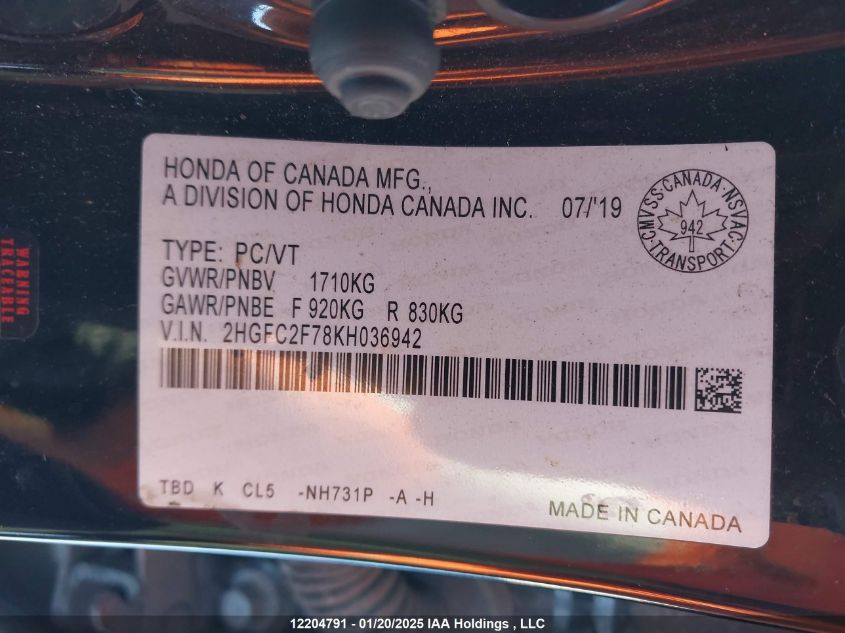 HONDA OF CANADA MFG.,
A DIVISION OF HONDA CANADA INC. 07/'19
CMVSS·CANADA·NSVAC
942
TRANSPORT
TYPE: PC/VT
GVWR/PNBV 1710KG
GAWR/PNBE F 920KG R 830KG
V.I.N. 2HGFC2F78KH036942
WARNING
TRACEABLE
TBD K CL5 -NH731P -A -H
MADE IN CANADA
12204791 - 01/20/2025 IAA Holdings , LLC